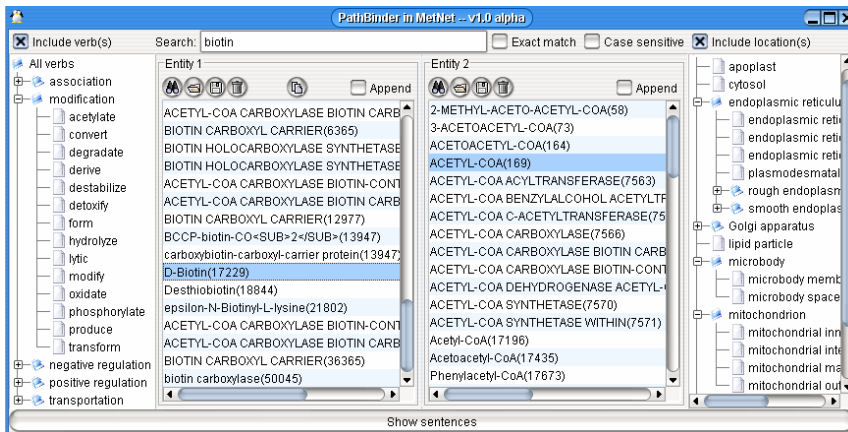 PathBinder in MetNet -- v1.0 alpha
Include verb(s)
Search: biotin
Exact match
Case sensitive
Include location(s)
All verbs
association
modification
acetylate
convert
degradate
derive
destabilize
detoxify
form
hydrolyze
lytic
modify
oxidate
phosphorylate
produce
transform
negative regulation
positive regulation
transportation
Entity 1
Append
ACETYL-COA CARBOXYLASE BIOTIN CARB
BIOTIN CARBOXYL CARRIER(6365)
BIOTIN HOLOCARBOXYLASE SYNTHETASE
BIOTIN HOLOCARBOXYLASE SYNTHETASE
ACETYL-COA CARBOXYLASE BIOTIN-CONT
ACETYL-COA CARBOXYLASE BIOTIN CARB
BIOTIN CARBOXYL CARRIER(12977)
BCCP-biotin-CO<SUB>2</SUB>(13947)
carboxybiotin-carboxyl-carrier protein(13947)
D-Biotin(17229)
Desthiobiotin(18844)
epsilon-N-Biotinyl-L-lysine(21802)
ACETYL-COA CARBOXYLASE BIOTIN-CONT
ACETYL-COA CARBOXYLASE BIOTIN CARB
BIOTIN CARBOXYL CARRIER(36365)
biotin carboxylase(50045)
Entity 2
Append
2-METHYL-ACETO-ACETYL-COA(58)
3-ACETOACETYL-COA(73)
ACETOACETYL-COA(164)
ACETYL-COA(169)
ACETYL-COA ACYLTRANSFERASE(7563)
ACETYL-COA BENZYLALCOHOL ACETYLTF
ACETYL-COA C-ACETYLTRANSFERASE(75
ACETYL-COA CARBOXYLASE(7566)
ACETYL-COA CARBOXYLASE BIOTIN CARB
ACETYL-COA CARBOXYLASE BIOTIN-CONT
ACETYL-COA DEHYDROGENASE ACETYL-
ACETYL-COA SYNTHETASE(7570)
ACETYL-COA SYNTHETASE WITHIN(7571)
Acetyl-CoA(17196)
Acetoacetyl-CoA(17435)
Phenylacetyl-CoA(17673)
apoplast
cytosol
endoplasmic reticulu
endoplasmic reti
endoplasmic reti
endoplasmic reti
plasmodesmatal
rough endoplasm
smooth endoplas
Golgi apparatus
lipid particle
microbody
microbody memb
microbody space
mitochondrion
mitochondrial inn
mitochondrial inte
mitochondrial ma
mitochondrial out
Show sentences